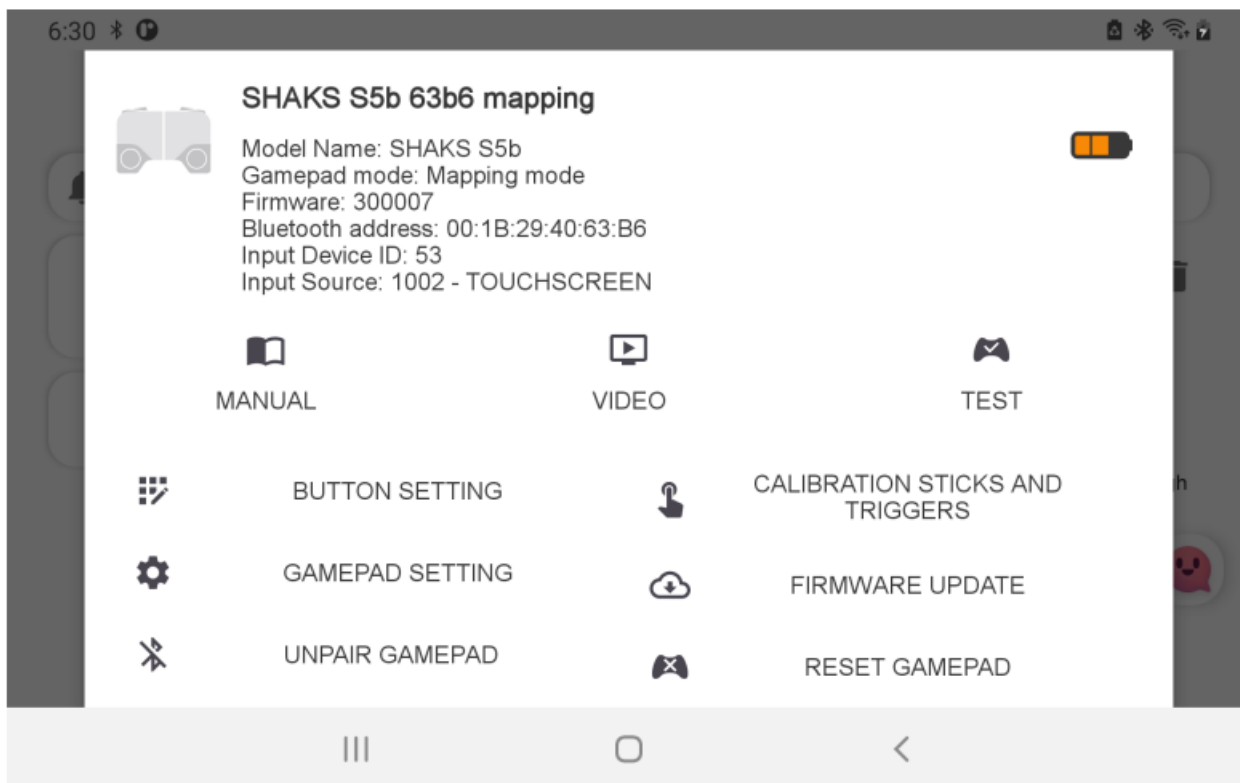 6:30
SHAKS S5b 63b6 mapping
Model Name: SHAKS S5b
Gamepad mode: Mapping mode
Firmware: 300007
Bluetooth address: 00:1B:29:40:63:B6
Input Device ID: 53
Input Source: 1002 - TOUCHSCREEN
MANUAL
VIDEO
TEST
BUTTON SETTING
CALIBRATION STICKS AND
TRIGGERS
GAMEPAD SETTING
FIRMWARE UPDATE
UNPAIR GAMEPAD
RESET GAMEPAD